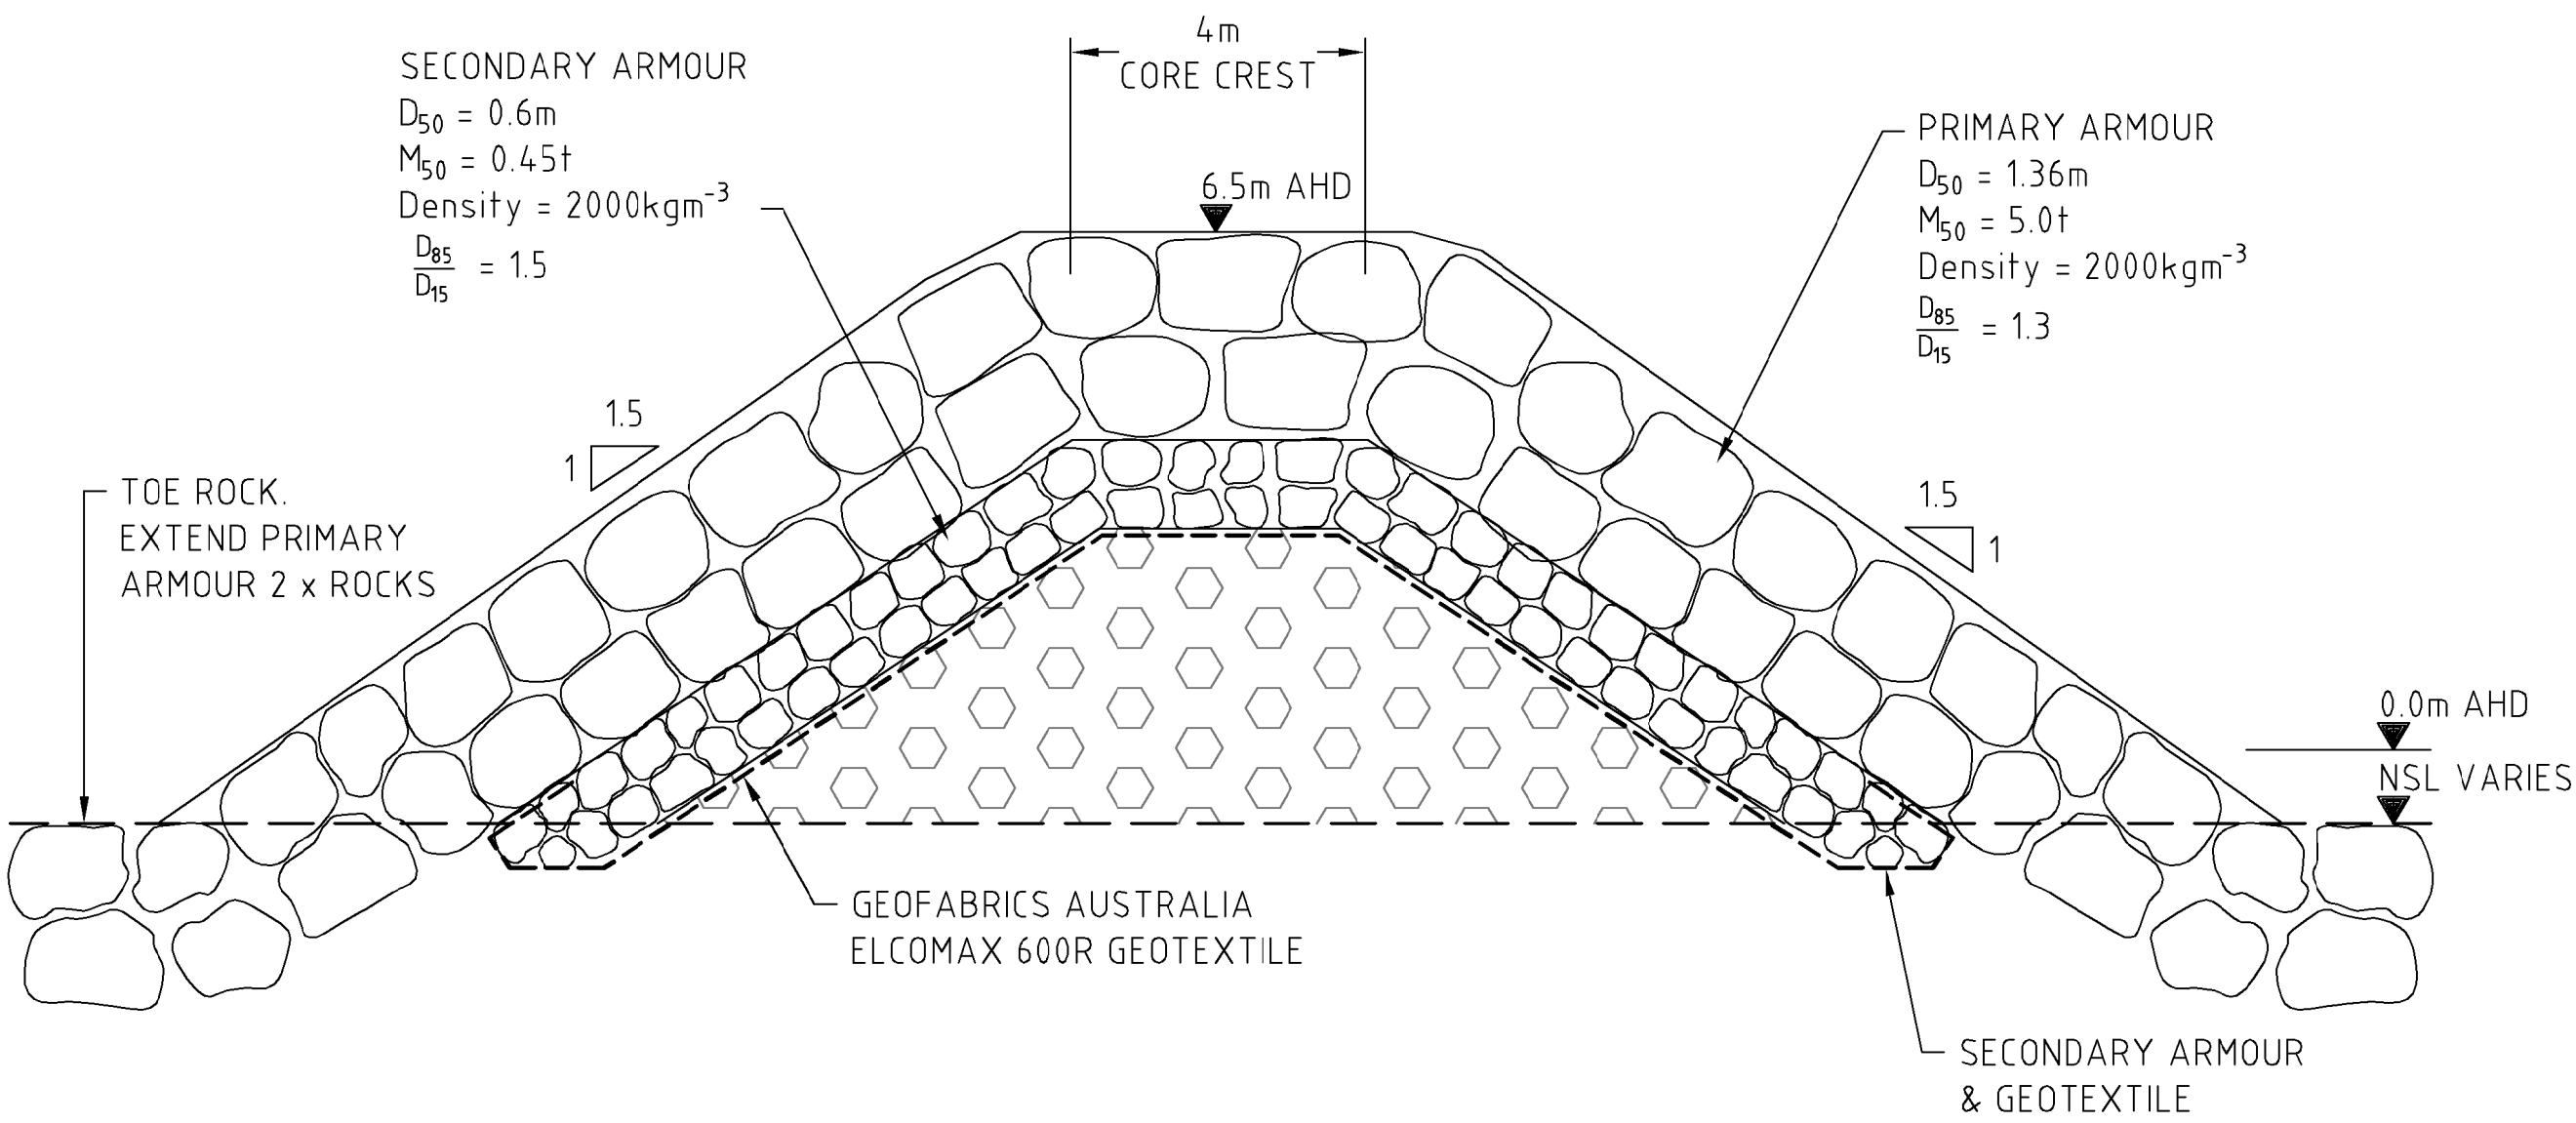 4m
CORE CREST
SECONDARY ARMOUR
D₅₀ = 0.6m
M₅₀ = 0.45t
Density = 2000kgm⁻³
D₈₅
D₁₅
= 1.5
PRIMARY ARMOUR
D₅₀ = 1.36m
M₅₀ = 5.0t
Density = 2000kgm⁻³
D₈₅
D₁₅
= 1.3
6.5m AHD
1.5
1
TOE ROCK.
EXTEND PRIMARY
ARMOUR 2 x ROCKS
1.5
1
0.0m AHD
NSL VARIES
GEOFABRICS AUSTRALIA
ELCOMAX 600R GEOTEXTILE
SECONDARY ARMOUR
& GEOTEXTILE